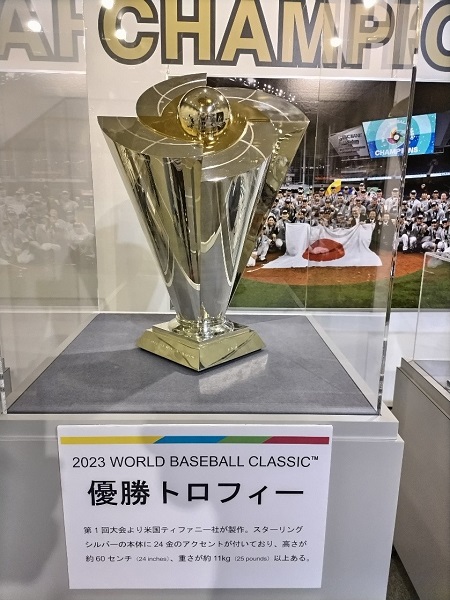 CHAMPION
CHAMPIONS
2023 WORLD BASEBALL CLASSIC™
優勝トロフィー
第1回大会より米国ティファニー社が製作。スターリング
シルバーの本体に24金のアクセントが付いており、高さが
約60センチ（24 inches）、重さが約11kg（25 pounds）以上ある。